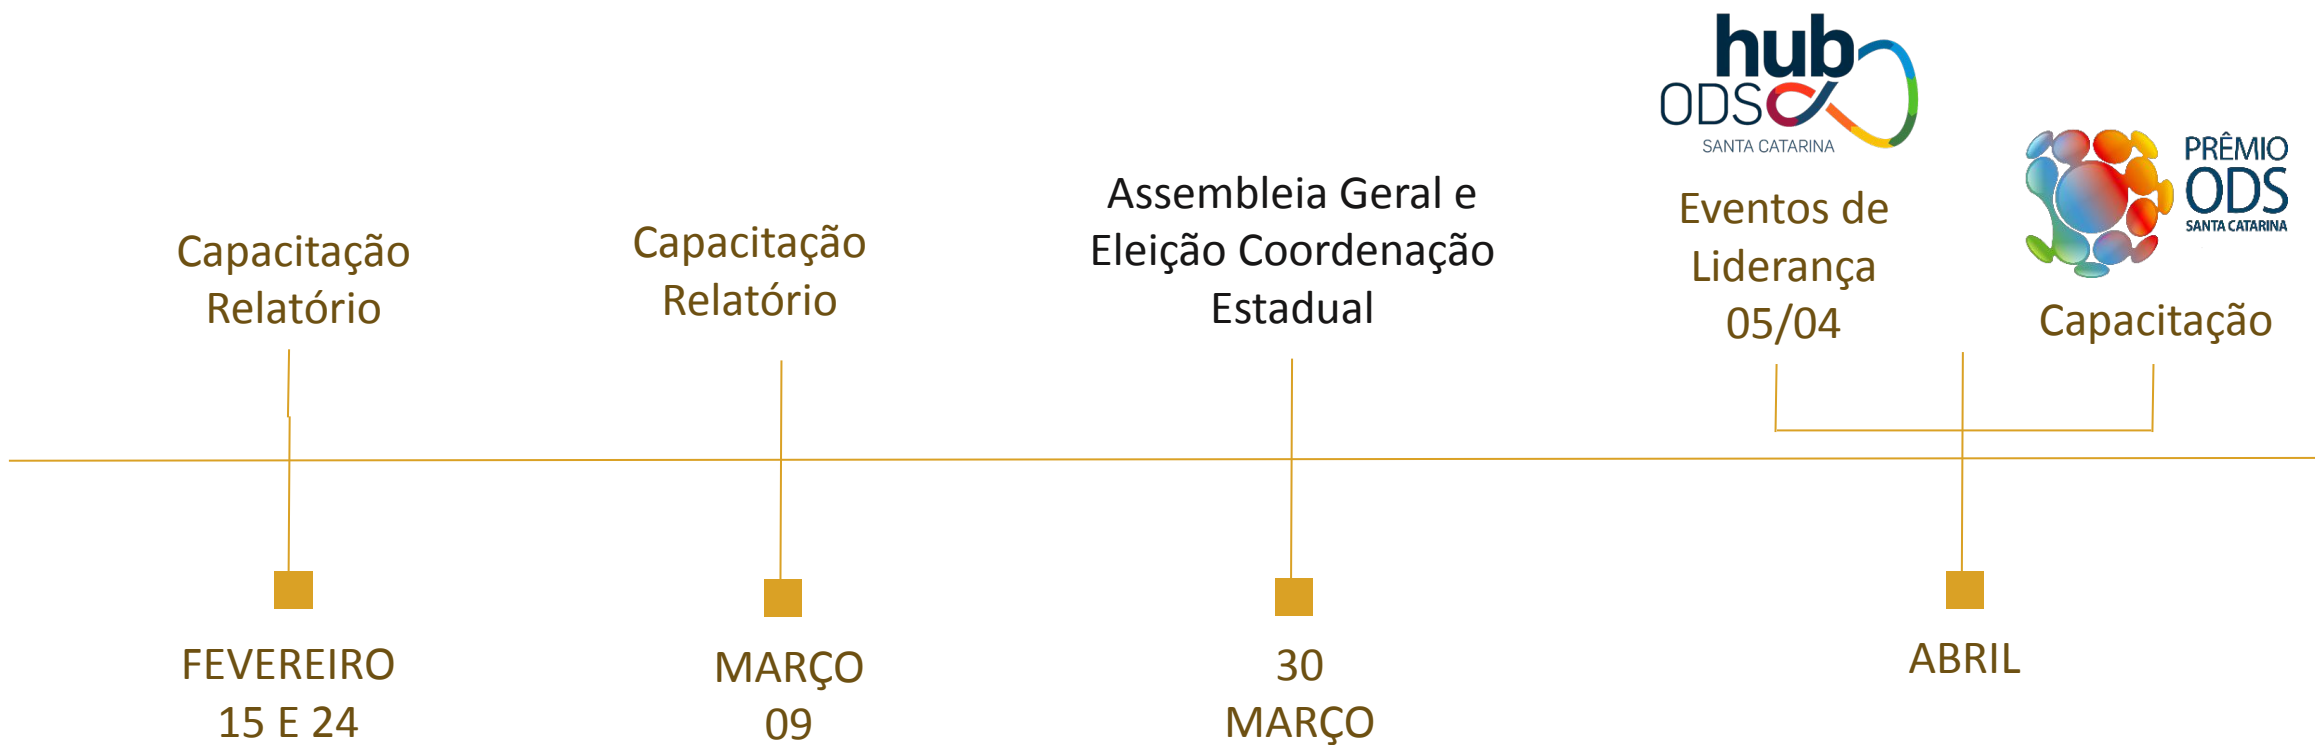 Capacitação
Relatório
FEVEREIRO
15 E 24
Capacitação
Relatório
MARÇO
09
Assembleia Geral e
Eleição Coordenação
Estadual
30
MARÇO
hub
ODS
SANTA CATARINA
Eventos de
Liderança
05/04
PRÊMIO
ODS
SANTA CATARINA
Capacitação
ABRIL